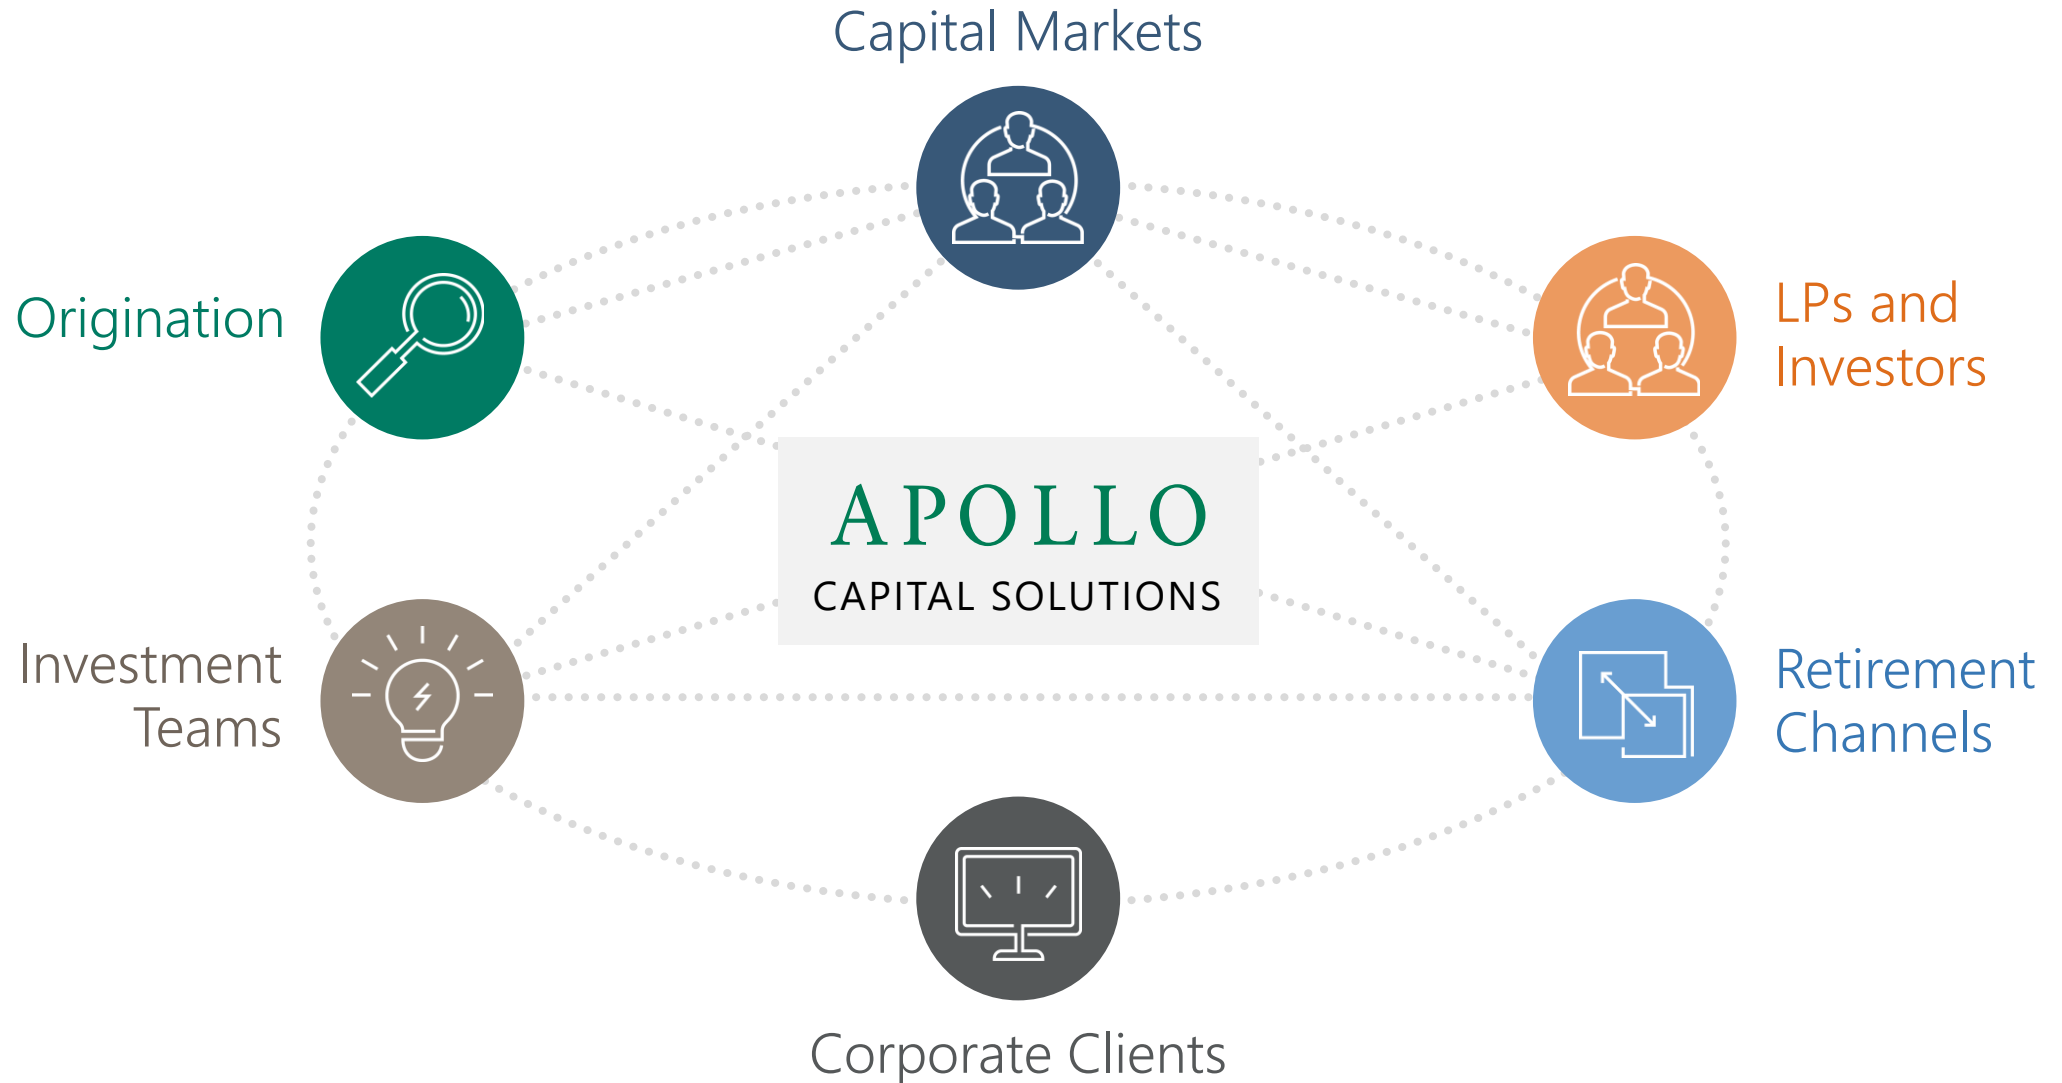 Capital Markets
Origination
LPs and
Investors
APOLLO
CAPITAL SOLUTIONS
Investment
Teams
Retirement
Channels
Corporate Clients